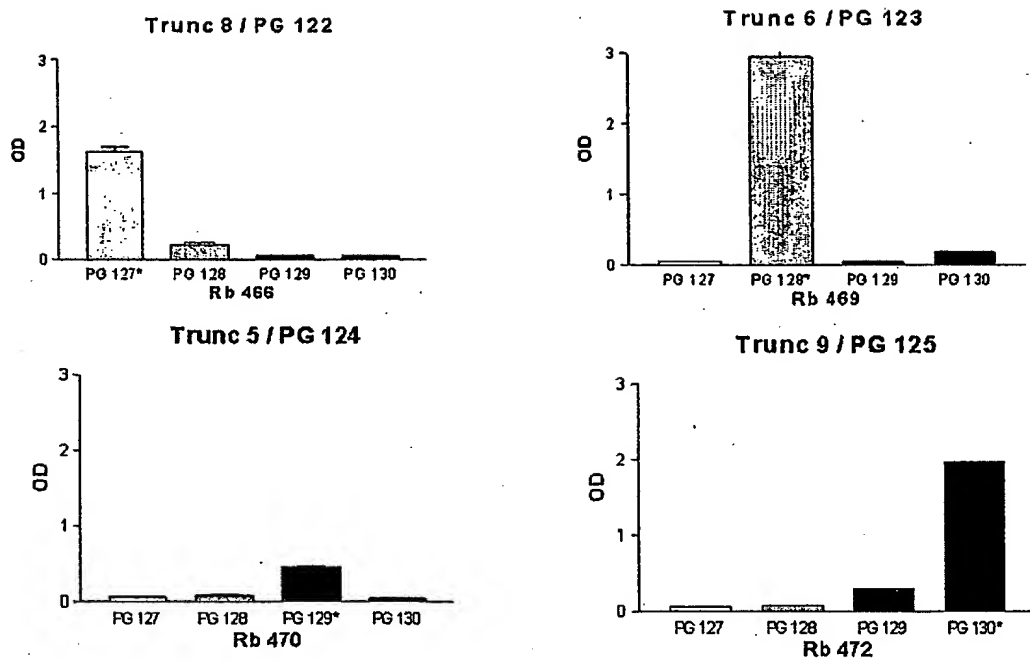 Trunc 8 / PG 122
3
2
1
0
OD
PG 127* PG 128 PG 129 PG 130
Rb 466
Trunc 6 / PG 123
3
2
1
0
OD
PG 127 PG 128* PG 129 PG 130
Rb 469
Trunc 5 / PG 124
3
2
1
0
OD
PG 127 PG 128 PG 129* PG 130
Rb 470
Trunc 9 / PG 125
3
2
1
0
OD
PG 127 PG 128 PG 129 PG 130*
Rb 472